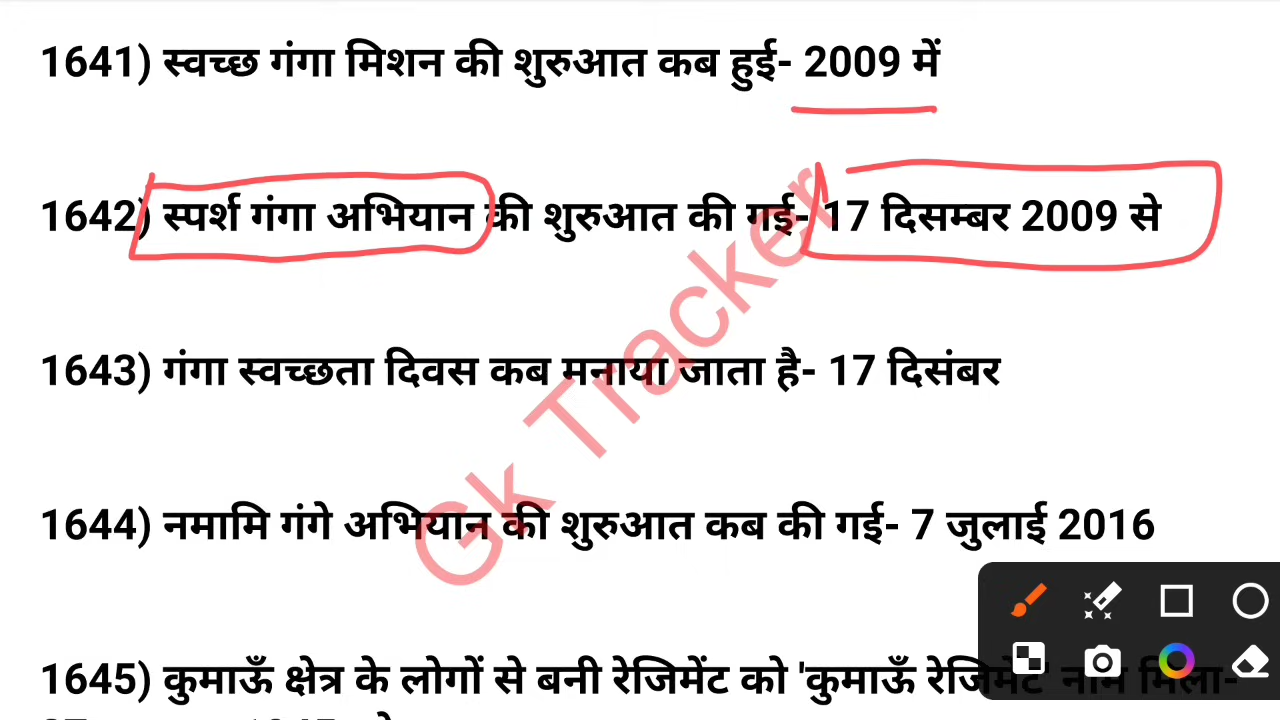 1641) स्वच्छ गंगा मिशन की शुरुआत कब हुई- 2009 में
1642) स्पर्श गंगा अभियान की शुरुआत की गई- 17 दिसम्बर 2009 से
1643) गंगा स्वच्छता दिवस कब मनाया जाता है- 17 दिसंबर
1644) नमामि गंगे अभियान की शुरुआत कब की गई- 7 जुलाई 2016
1645) कुमाऊँ क्षेत्र के लोगों से बनी रेजिमेंट को 'कुमाऊँ रेजिमेंट' नाम मिला-
Gk Tracker